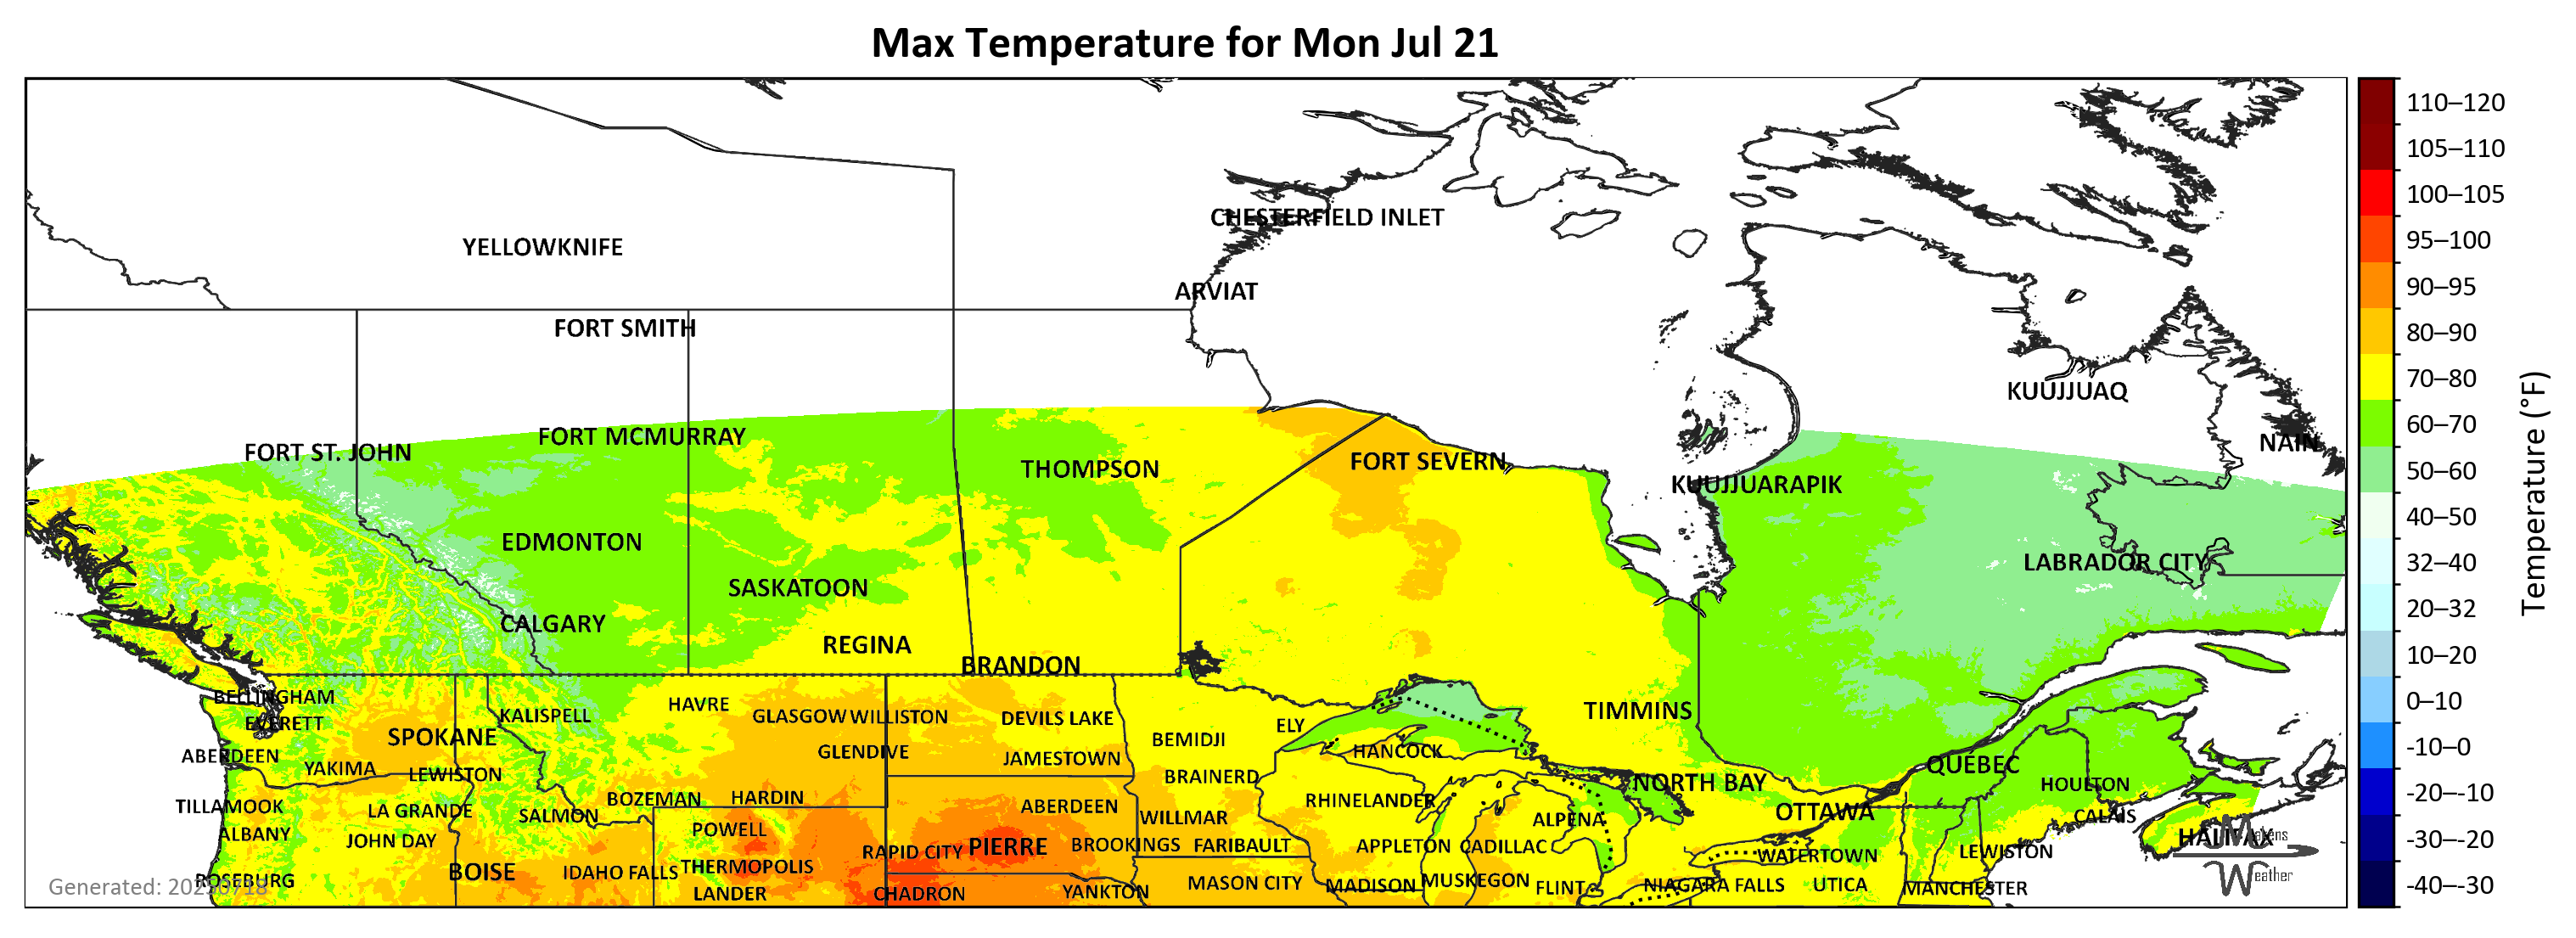 Max Temperature for Mon Jul 21
110–120
105–110
CHESTERFIELD INLET
100–105
YELLOWKNIFE
95–100
ARVIAT
90–95
FORT SMITH
80–90
KUUJJUAQ
70–80
FORT MCMURRAY
60–70
FORT ST. JOHN
NAIN
THOMPSON
FORT SEVERN
50–60
KUUJJUARAPIK
40–50
EDMONTON
LABRADOR CITY
32–40
SASKATOON
20–32
CALGARY
REGINA
10–20
BRANDON
BELLINGHAM
HAVRE
0–10
EVERETT
KALISPELL
GLASGOW
WILLISTON
DEVILS LAKE
ELY
TIMMINS
SPOKANE
BEMIDJI
-10–0
ABERDEEN
GLENDIVE
JAMESTOWN
HANCOCK
YAKIMA
LEWISTON
BRAINERD
NORTH BAY
QUÉBEC
HOULTON
-20–-10
TILLAMOOK
LA GRANDE
SALMON
BOZEMAN
HARDIN
ABERDEEN
WILLMAR
RHINELANDER
ALPENA
OTTAWA
CALAIS
ALBANY
JOHN DAY
POWELL
RAPID CITY
PIERRE
BROOKINGS
FARIBAULT
APPLETON
CADILLAC
WATERTOWN
LEWISTON
HALIFAX
Makens
Weather
-30–-20
BOISE
IDAHO FALLS
THERMOPOLIS
ROSEBURG
Generated: 20250718
LANDER
CHADRON
YANKTON
MASON CITY
MADISON
MUSKEGON
FLINT
NIAGARA FALLS
UTICA
MANCHESTER
-40–-30
Temperature (°F)